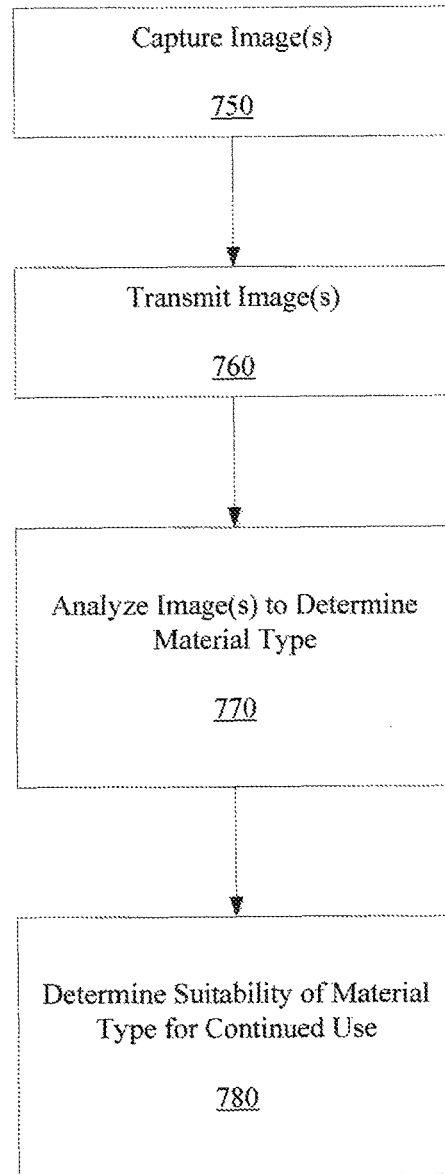 Capture Image(s)
750
Transmit Image(s)
760
Analyze Image(s) to Determine
Material Type
770
Determine Suitability of Material
Type for Continued Use
780